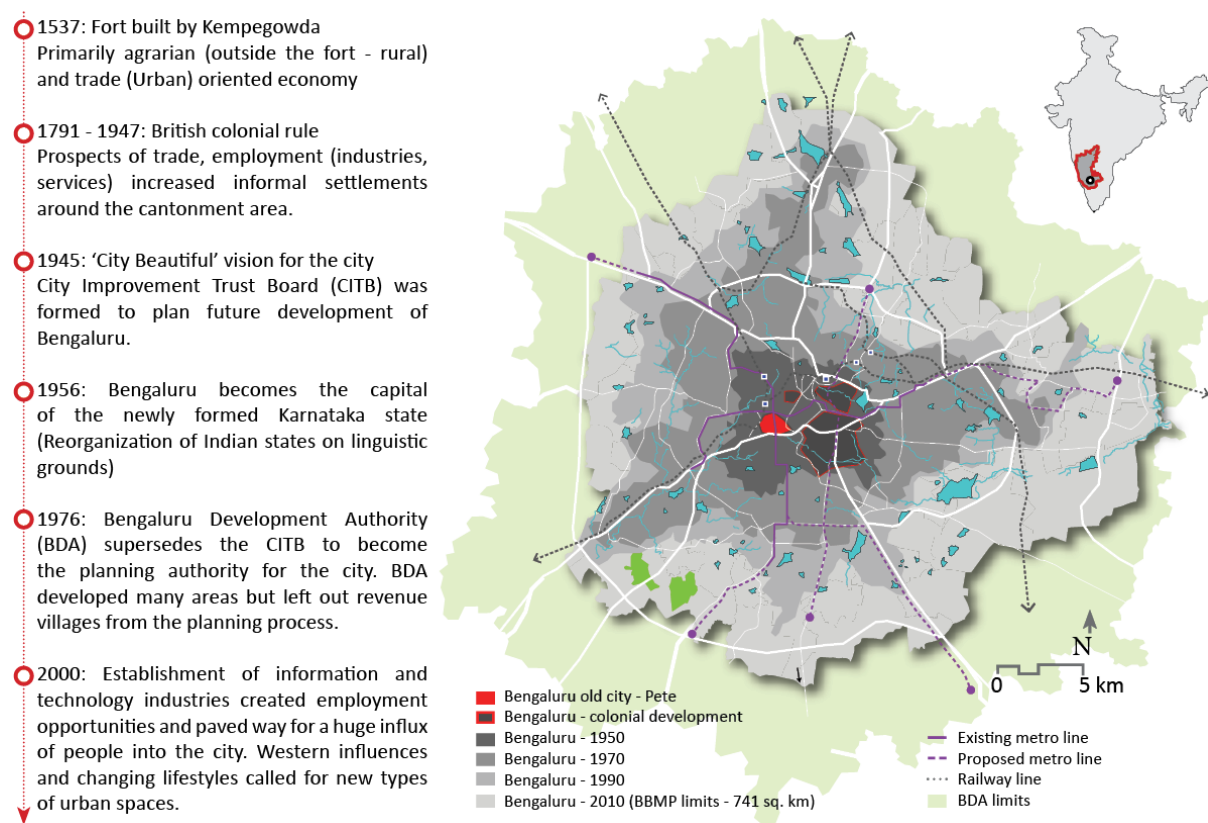 1537: Fort built by Kempegowda
Primarily agrarian (outside the fort - rural)
and trade (Urban) oriented economy
1791 - 1947: British colonial rule
Prospects of trade, employment (industries,
services) increased informal settlements
around the cantonment area.
1945: ‘City Beautiful’ vision for the city
City Improvement Trust Board (CITB) was
formed to plan future development of
Bengaluru.
1956: Bengaluru becomes the capital
of the newly formed Karnataka state
(Reorganization of Indian states on linguistic
grounds)
1976: Bengaluru Development Authority
(BDA) supersedes the CITB to become
the planning authority for the city. BDA
developed many areas but left out revenue
villages from the planning process.
2000: Establishment of information and
technology industries created employment
opportunities and paved way for a huge influx
of people into the city. Western influences
and changing lifestyles called for new types
of urban spaces.
N
0 5 km
Bengaluru old city - Pete
Bengaluru - colonial development
Bengaluru - 1950
Bengaluru - 1970
Bengaluru - 1990
Bengaluru - 2010 (BBMP limits - 741 sq. km)
Existing metro line
Proposed metro line
Railway line
BDA limits